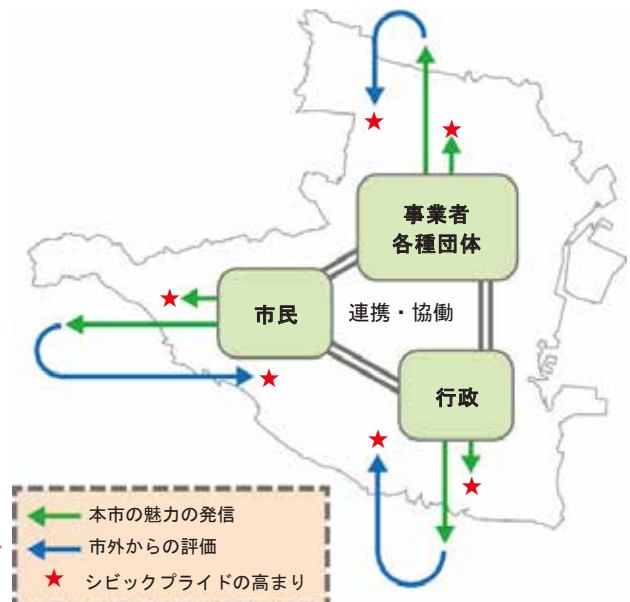 事業者
各種団体
市民
連携・協働
行政
本市の魅力の発信
市外からの評価
シビックプライドの高まり